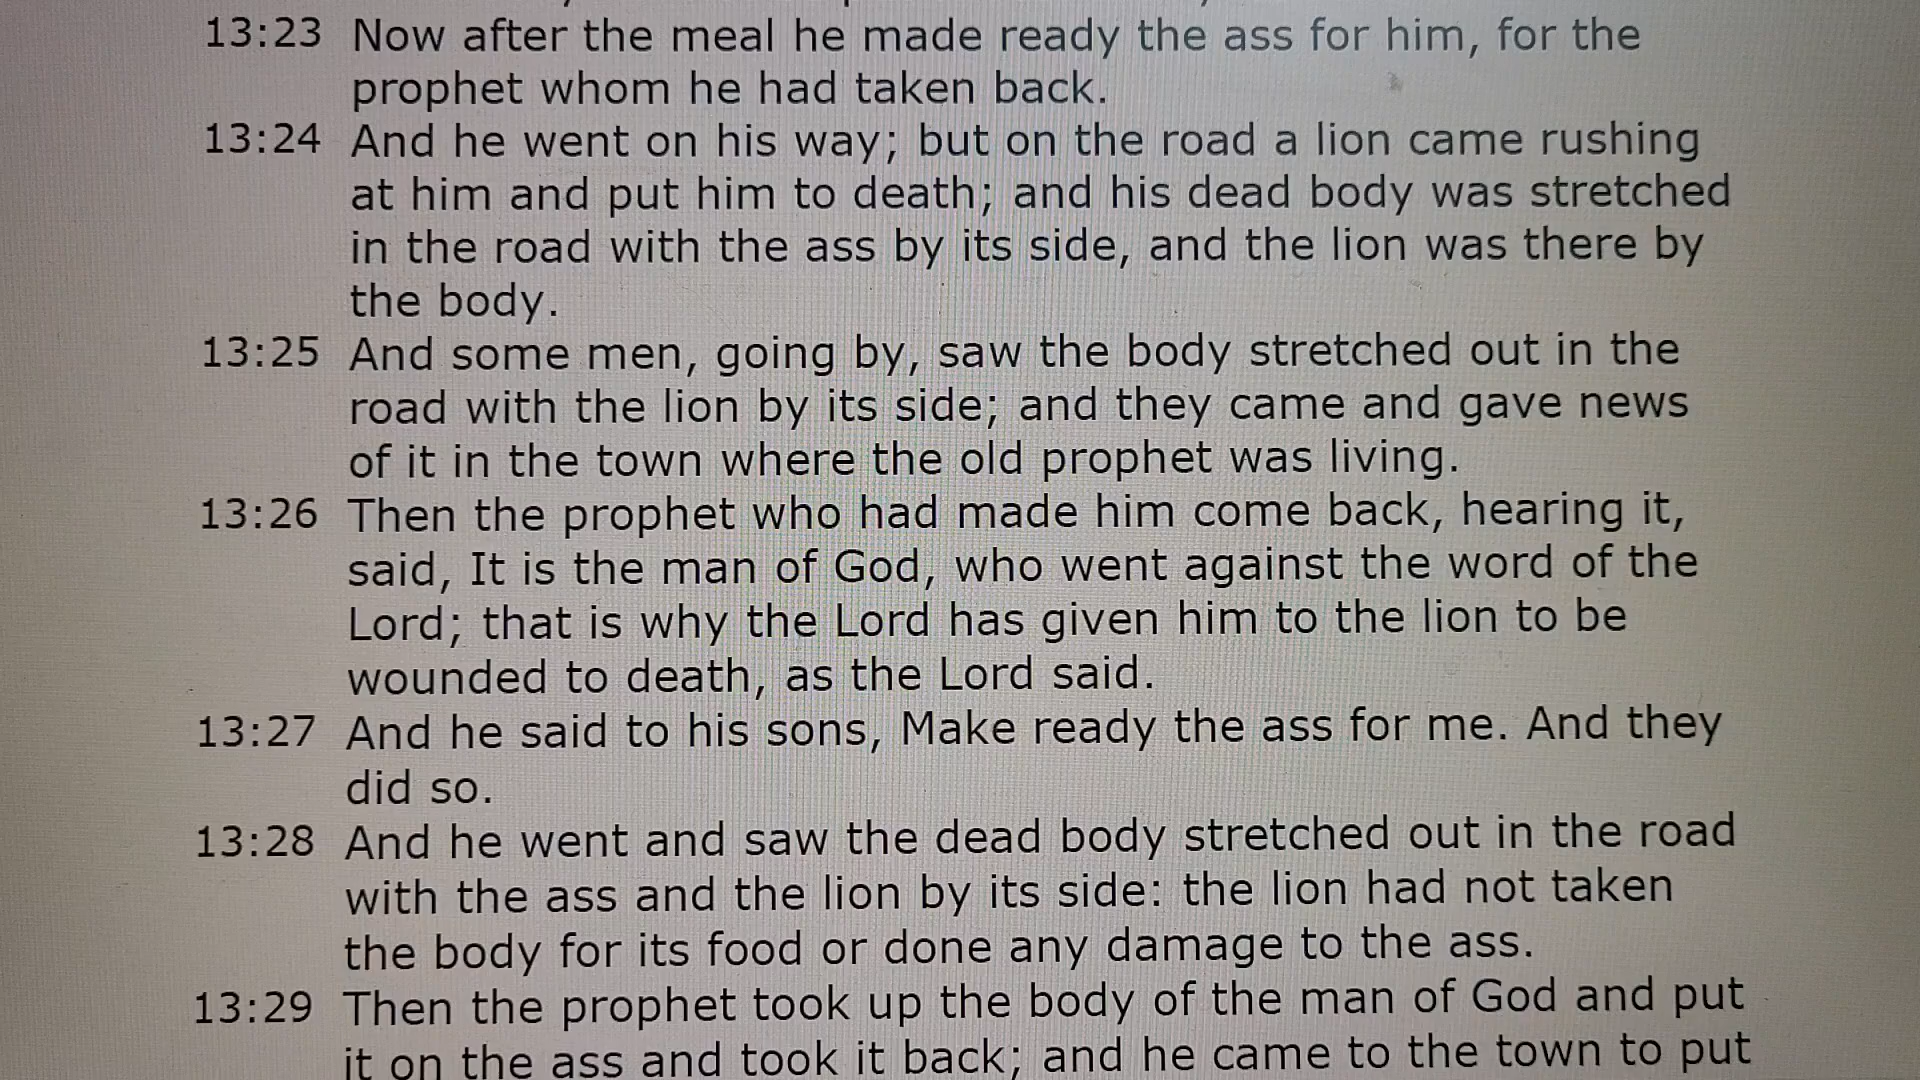 13:23 Now after the meal he made ready the ass for him, for the
prophet whom he had taken back.
13:24 And he went on his way; but on the road a lion came rushing
at him and put him to death; and his dead body was stretched
in the road with the ass by its side, and the lion was there by
the body.
13:25 And some men, going by, saw the body stretched out in the
road with the lion by its side; and they came and gave news
of it in the town where the old prophet was living.
13:26 Then the prophet who had made him come back, hearing it,
said, It is the man of God, who went against the word of the
Lord; that is why the Lord has given him to the lion to be
wounded to death, as the Lord said.
13:27 And he said to his sons, Make ready the ass for me. And they
did so.
13:28 And he went and saw the dead body stretched out in the road
with the ass and the lion by its side: the lion had not taken
the body for its food or done any damage to the ass.
13:29 Then the prophet took up the body of the man of God and put
it on the ass and took it back; and he came to the town to put